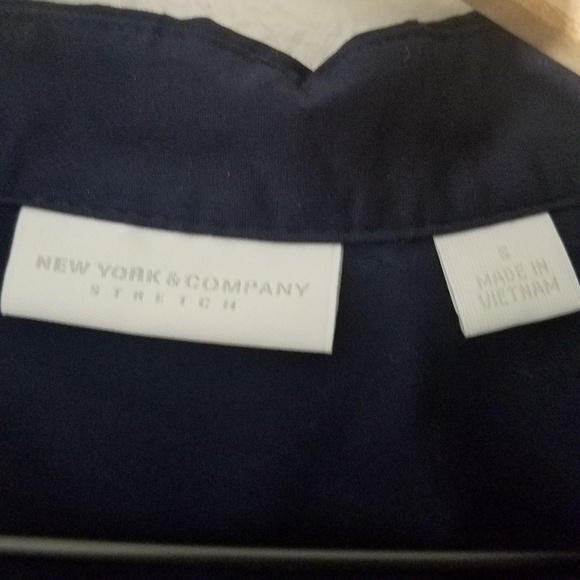 NEW YORK & COMPANY
STRETCH
S
MADE IN
VIETNAM